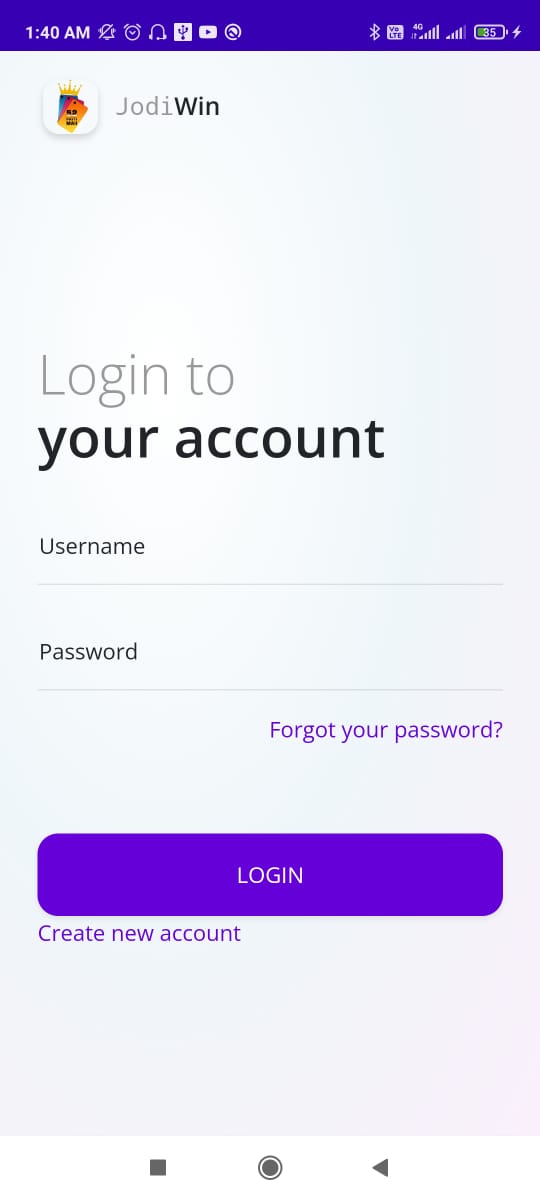 1:40 AM
Vo LTE 4G 35
JodiWin
Login to
your account
Username
Password
Forgot your password?
LOGIN
Create new account